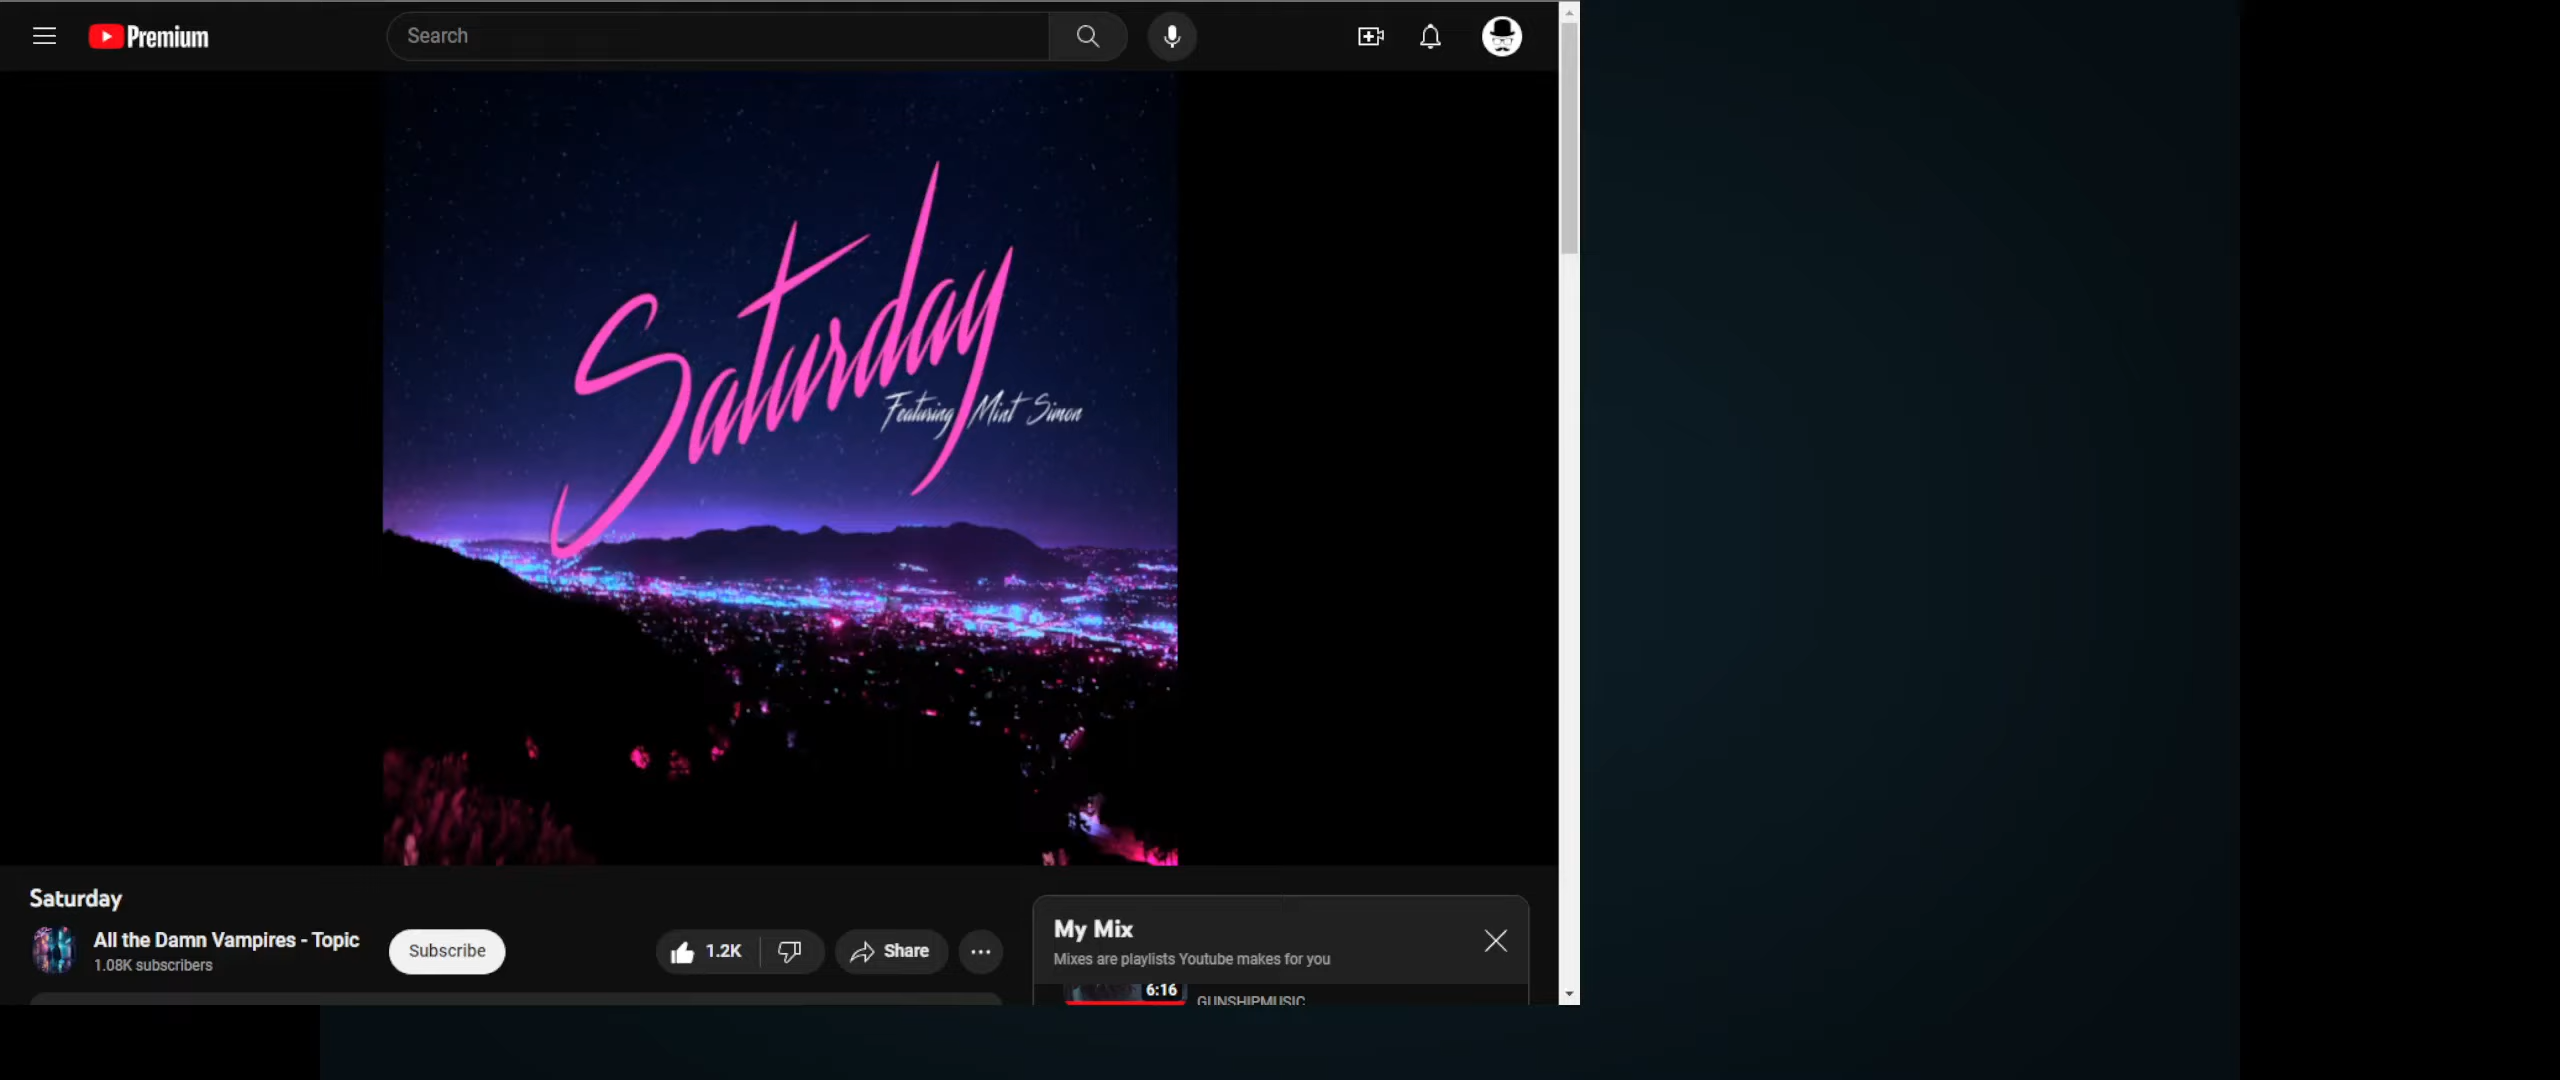 Premium
Search
Saturday
Featuring Mint Simon
Saturday
All the Damn Vampires - Topic
1.08K subscribers
Subscribe
1.2K
Share
My Mix
Mixes are playlists Youtube makes for you
6:16
GUNSHIPMUSIC